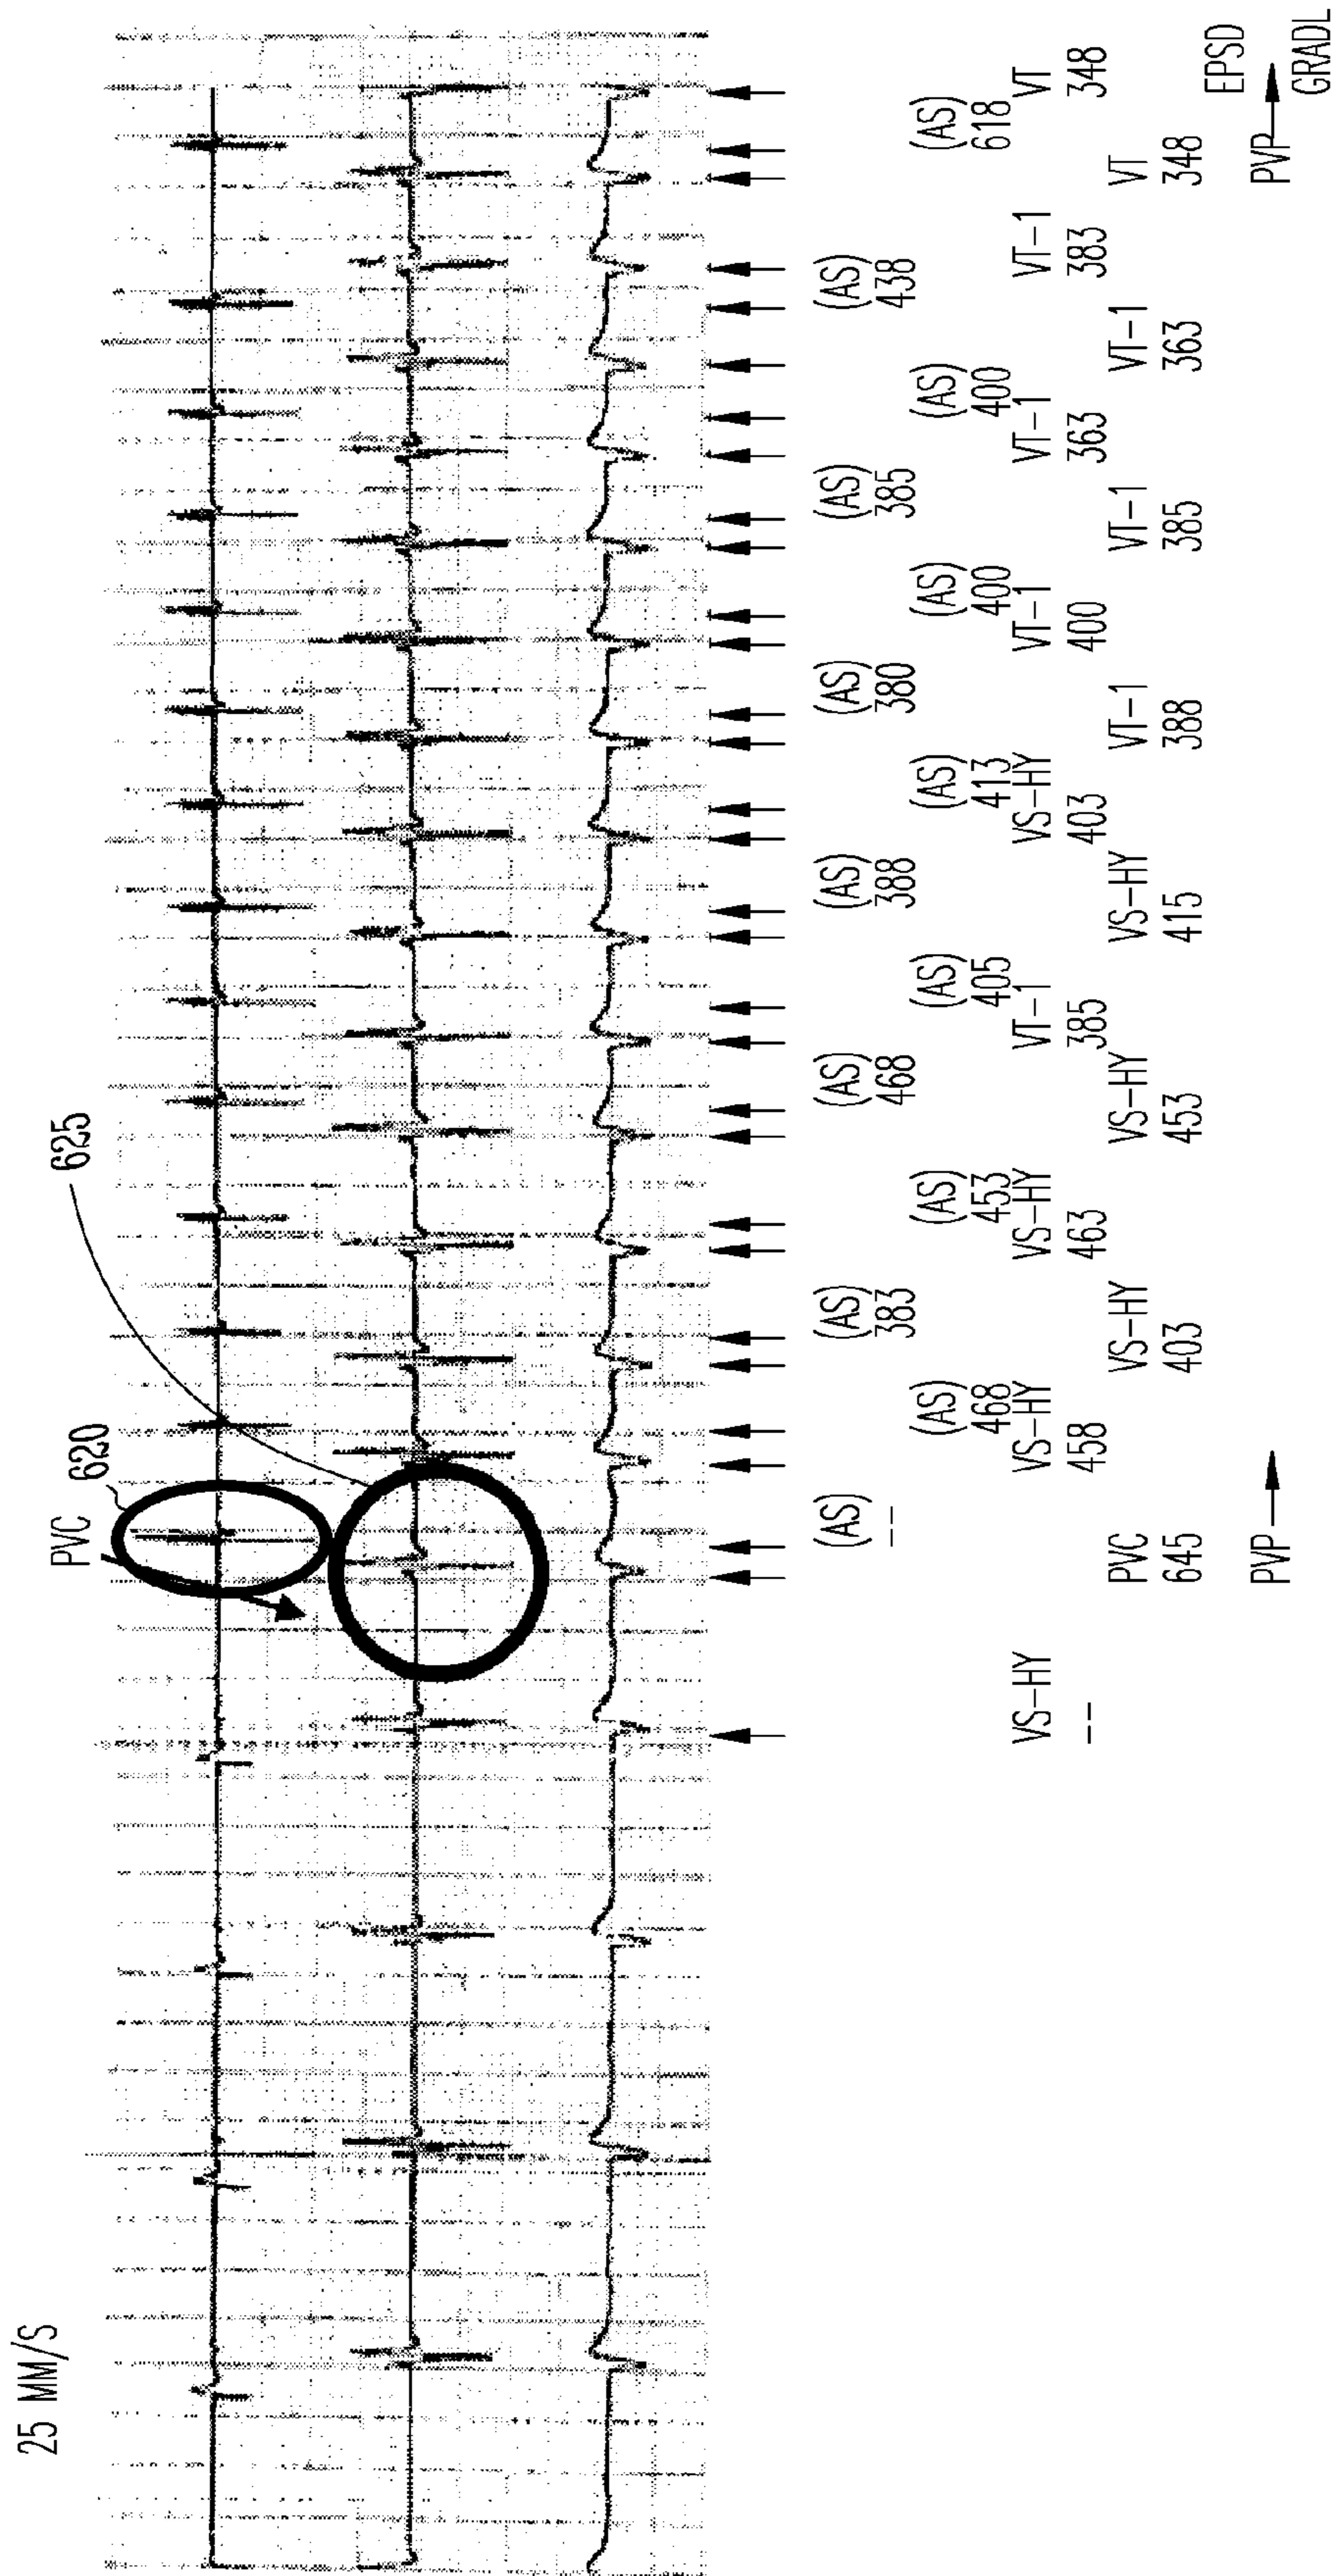 25 MM/S
PVC 625
620
(AS) (AS) (AS) (AS) (AS) (AS) (AS)
-- 383 468 388 380 385 438
(AS) (AS) (AS) (AS) (AS) (AS) (AS)
468 453 405 413 400 400 618
VS-HY VS-HY VS-HY VT-1 VS-HY VT-1 VT-1 VT-1 VT
-- 458 463 385 403 400 363 383 348
PVC VS-HY VS-HY VS-HY VT-1 VT-1 VT-1 VT
645 403 453 415 388 385 363 348
EPSD
PVP→ PVP→
GRADL